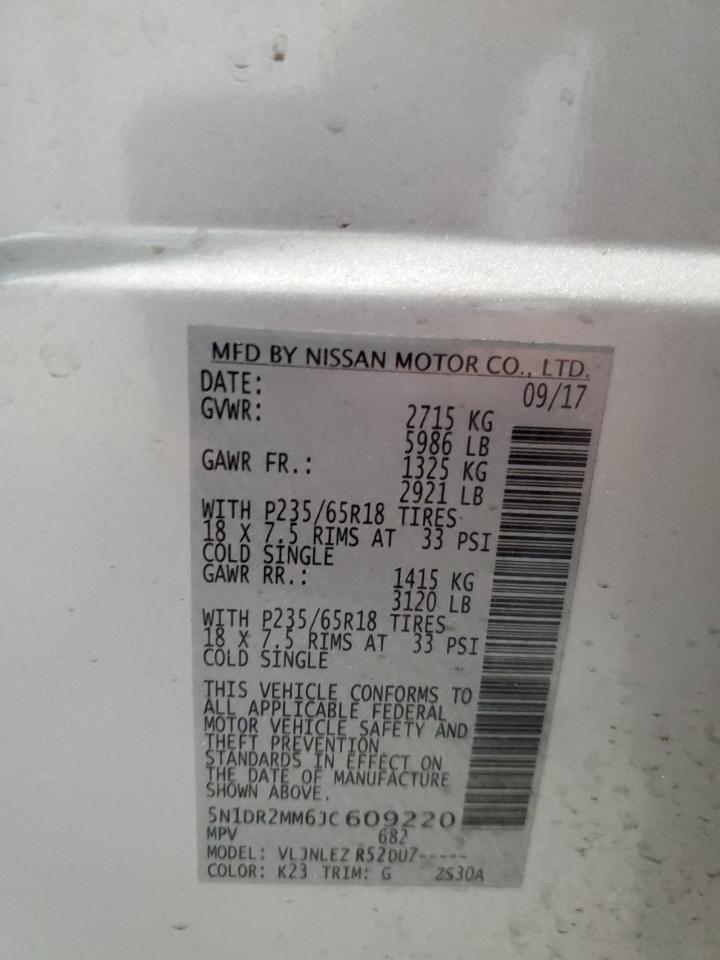 MFD BY NISSAN MOTOR CO., LTD.
DATE: 09/17
GVWR: 2715 KG
5986 LB
GAWR FR.: 1325 KG
2921 LB
WITH P235/65R18 TIRES
18 X 7.5 RIMS AT 33 PSI
COLD SINGLE
GAWR RR.: 1415 KG
3120 LB
WITH P235/65R18 TIRES
18 X 7.5 RIMS AT 33 PSI
COLD SINGLE
THIS VEHICLE CONFORMS TO
ALL APPLICABLE FEDERAL
MOTOR VEHICLE SAFETY AND
THEFT PREVENTION
STANDARDS IN EFFECT ON
THE DATE OF MANUFACTURE
SHOWN ABOVE.
5N1DR2MM6JC609220
MPV 682
MODEL: VLJNLEZ R52DU7-----
COLOR: K23 TRIM: G ZS30A